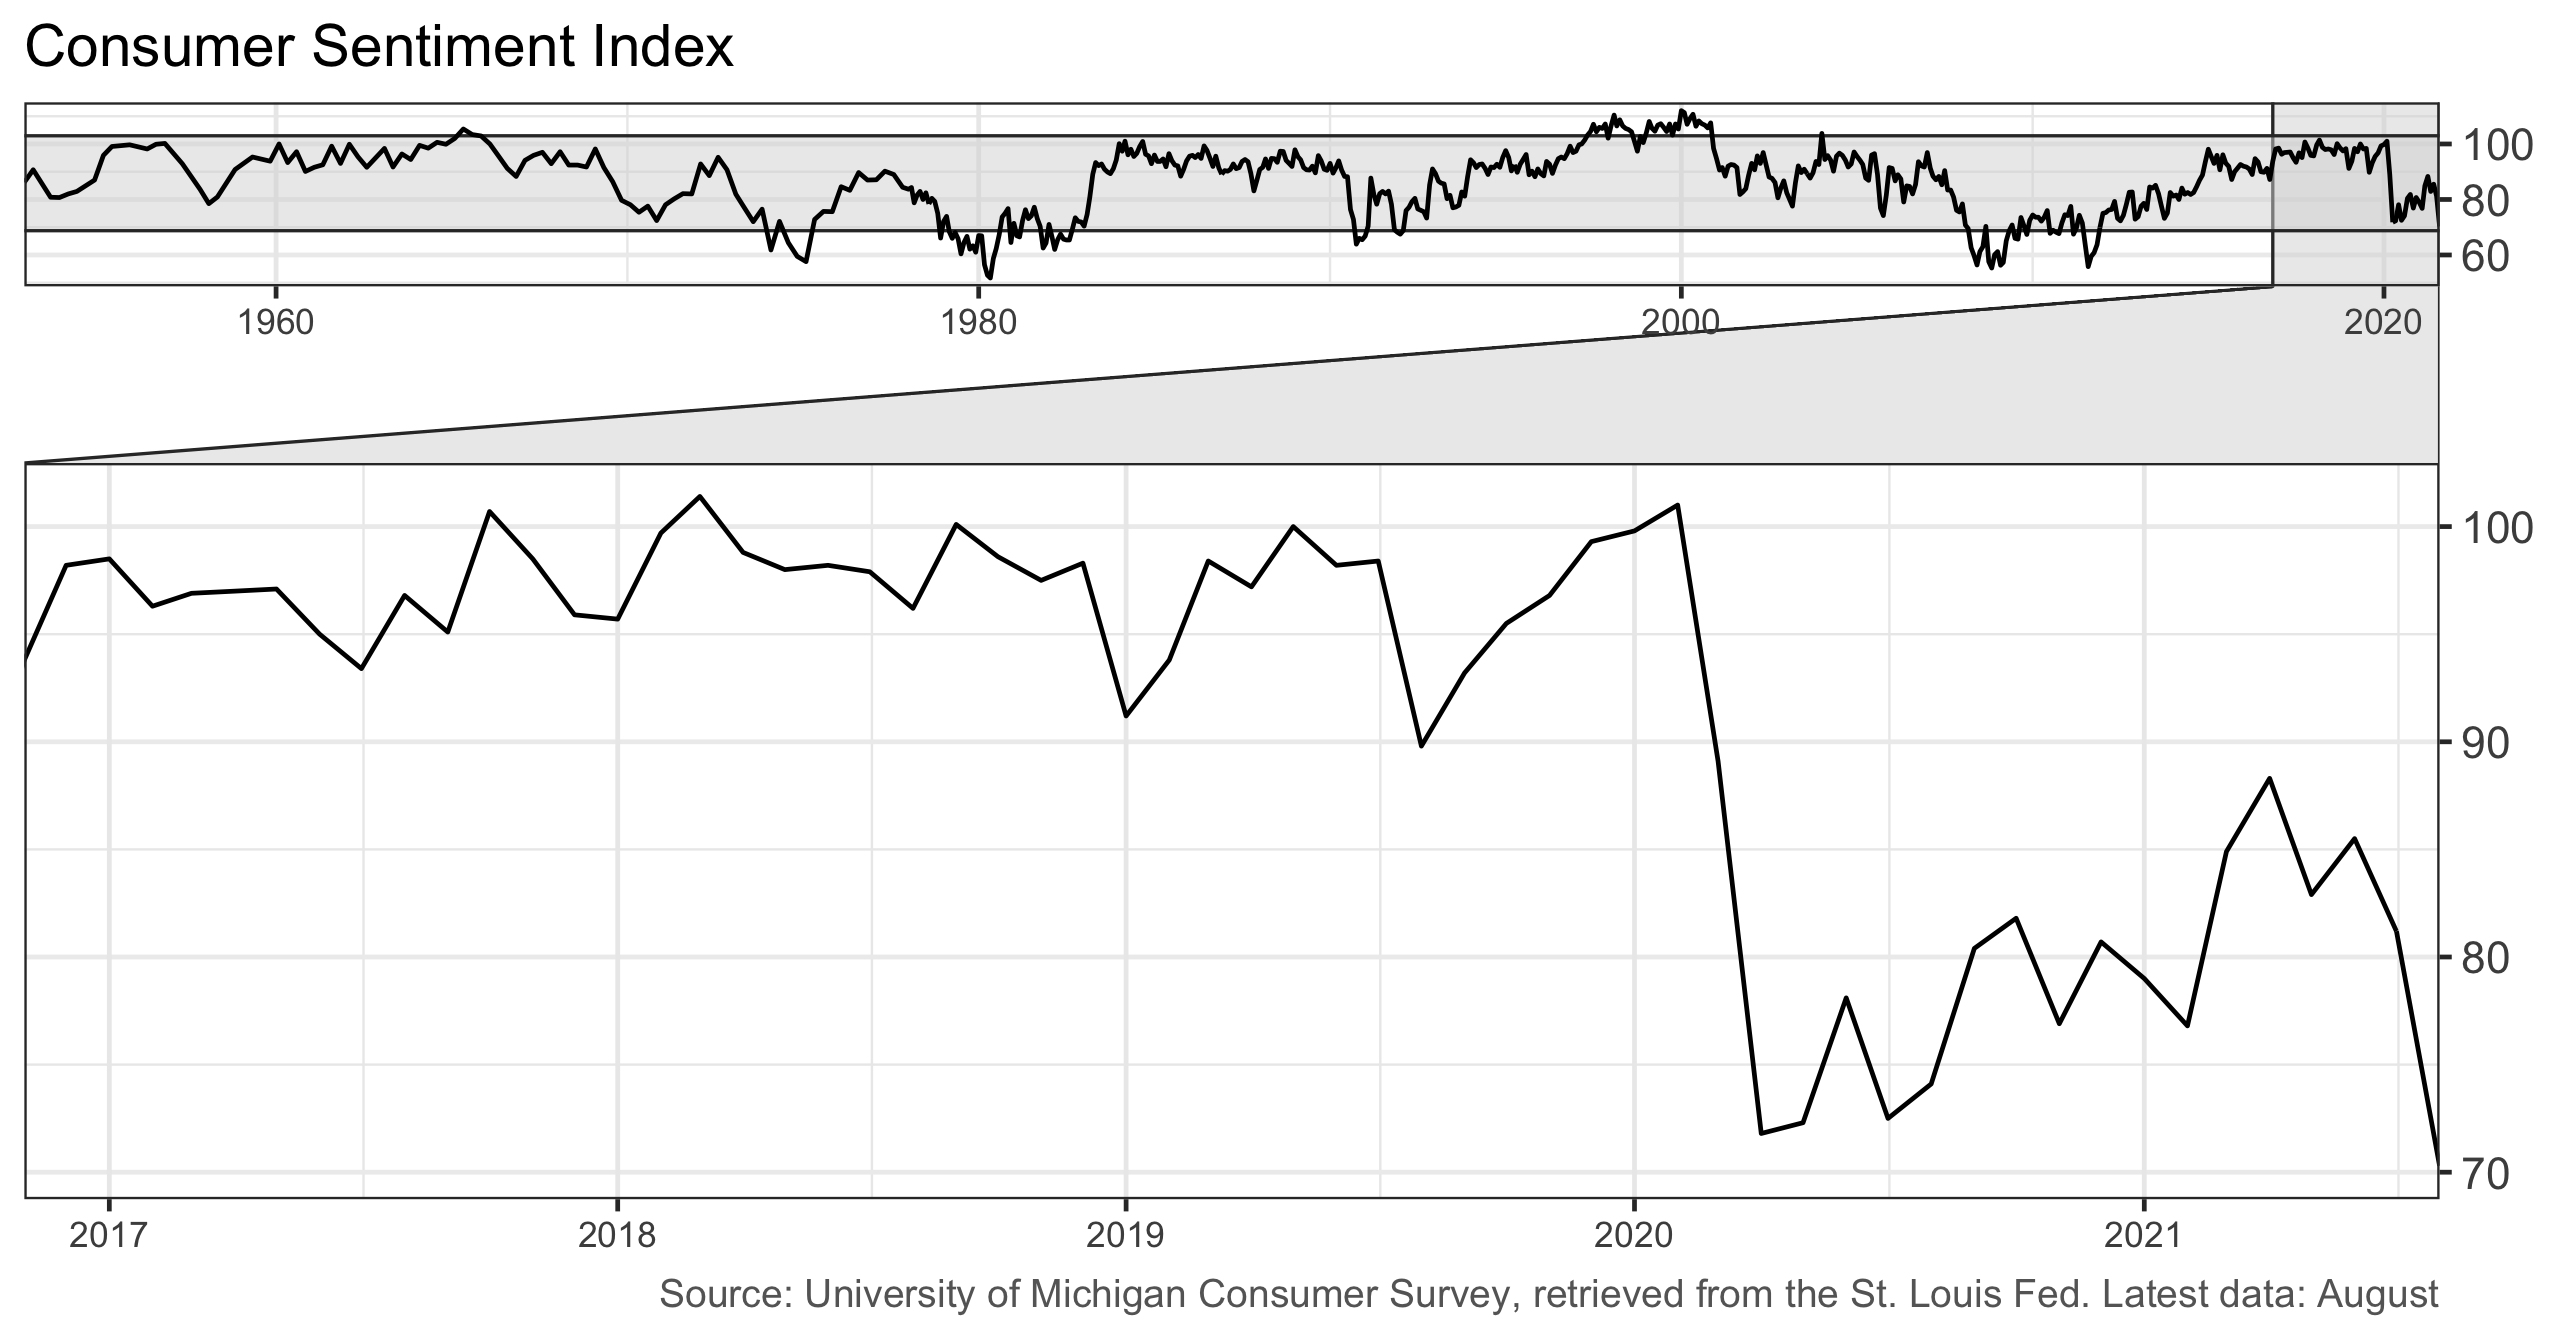 Consumer Sentiment Index
100
80
60
1960 1980 2000 2020
100
90
80
70
2017 2018 2019 2020 2021
Source: University of Michigan Consumer Survey, retrieved from the St. Louis Fed. Latest data: August